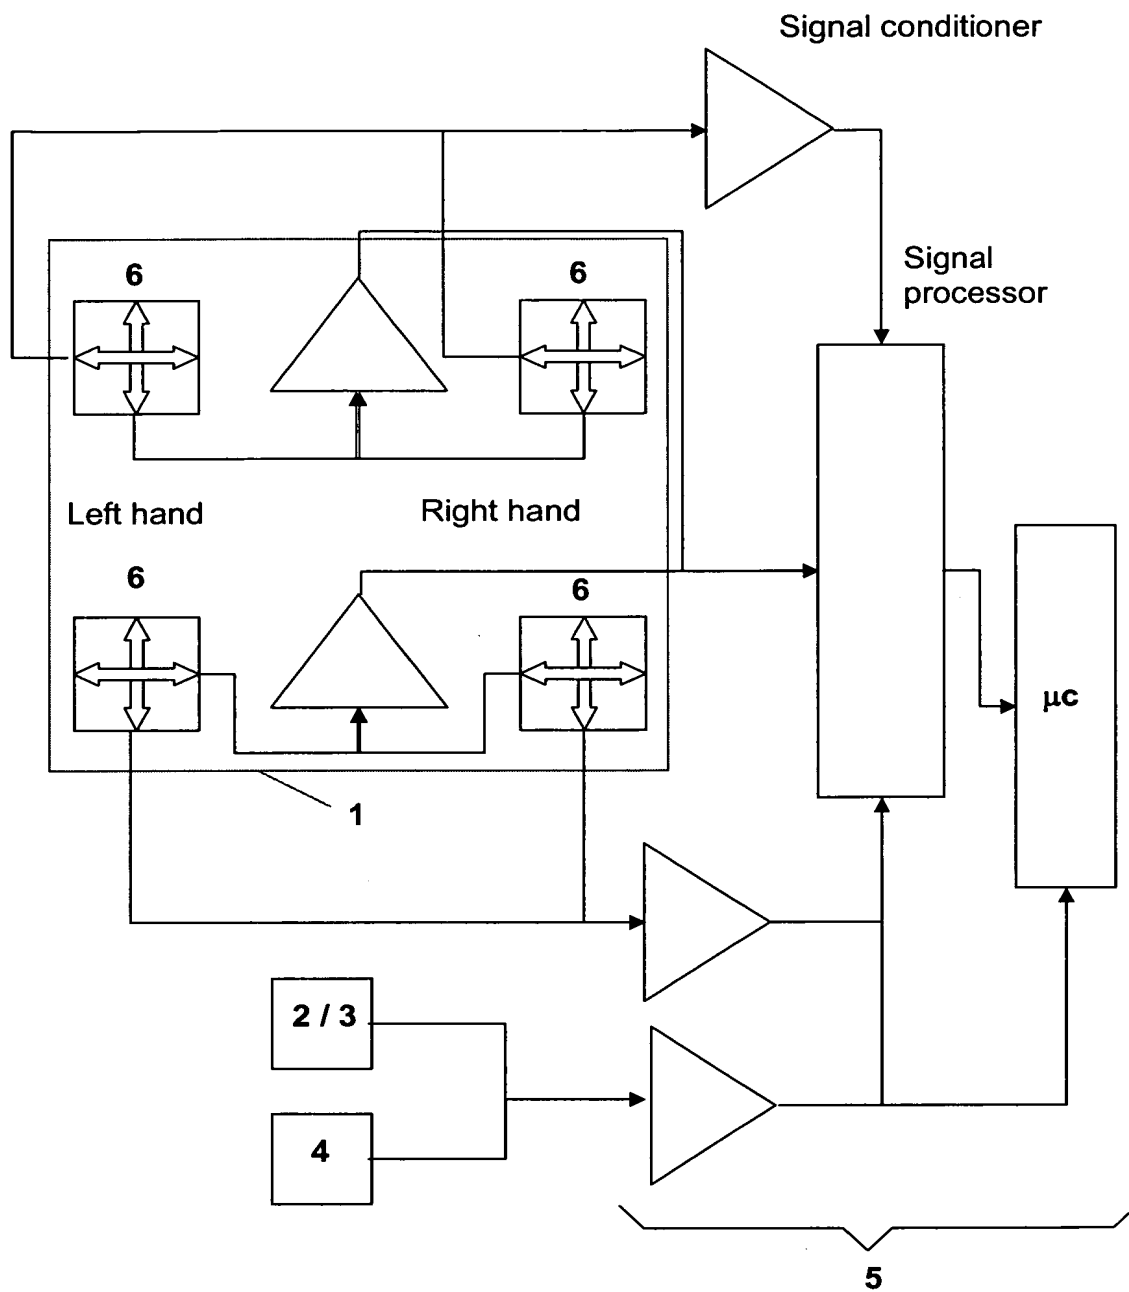 Signal conditioner
Signal
processor
6
6
Left hand
Right hand
6
6
μc
1
2 / 3
4
5